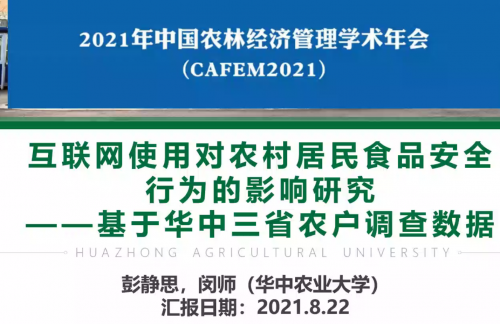 2021年中国农林经济管理学术年会
（CAFEM2021）
互联网使用对农村居民食品安全
行为的影响研究
——基于华中三省农户调查数据
HUAZHONG AGRICULTURAL UNIVERSITY
彭静思，闵师（华中农业大学）
汇报日期：2021.8.22